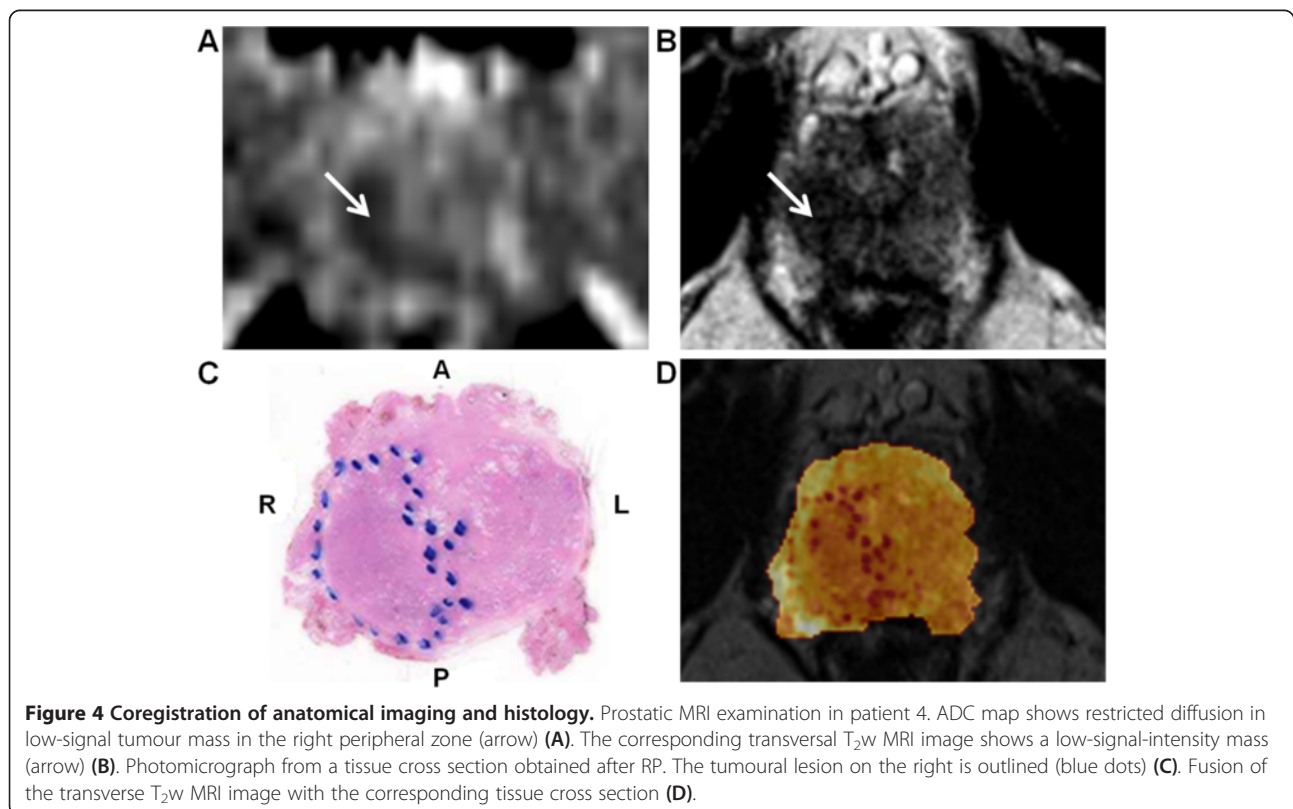 A
B
C
A
D
R
L
P
Figure 4 Coregistration of anatomical imaging and histology. Prostatic MRI examination in patient 4. ADC map shows restricted diffusion in
low-signal tumour mass in the right peripheral zone (arrow) (A). The corresponding transversal T₂w MRI image shows a low-signal-intensity mass
(arrow) (B). Photomicrograph from a tissue cross section obtained after RP. The tumoural lesion on the right is outlined (blue dots) (C). Fusion of
the transverse T₂w MRI image with the corresponding tissue cross section (D).